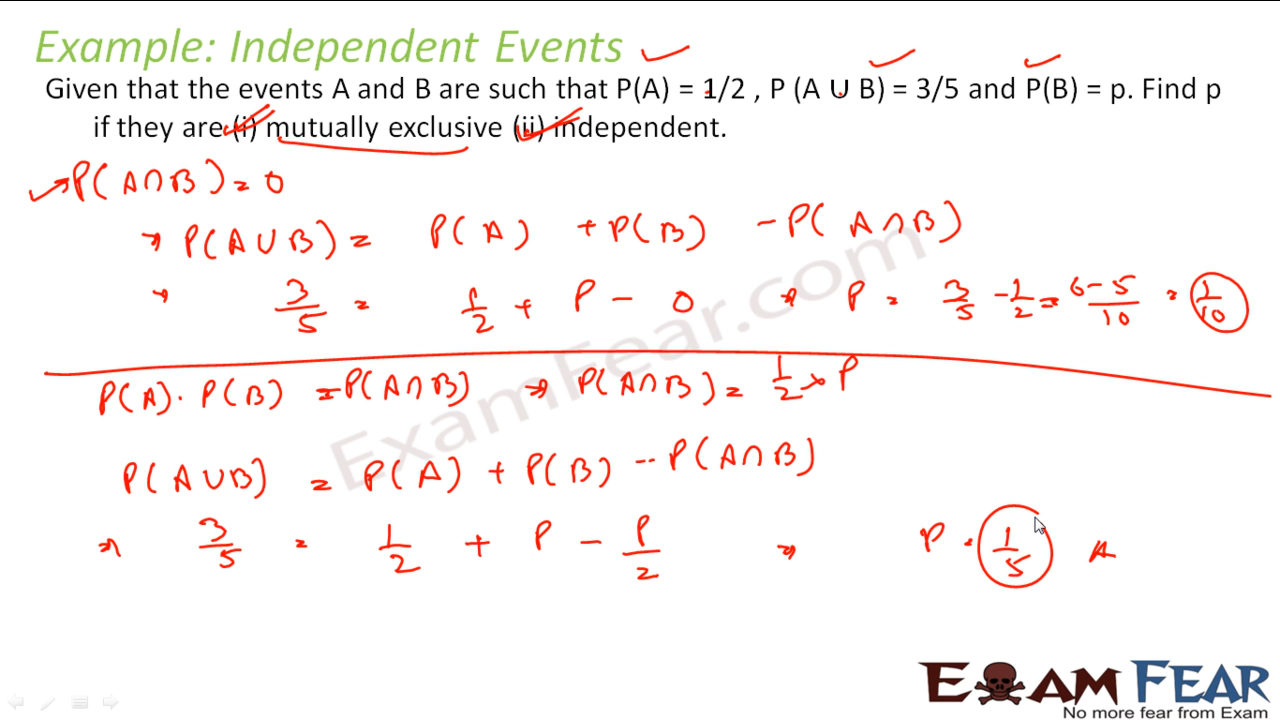 Example: Independent Events
Given that the events A and B are such that P(A) = 1/2 , P (A ∪ B) = 3/5 and P(B) = p. Find p
if they are (i) mutually exclusive (ii) independent.
→ P(A∩B) = 0
⇒ P(A∪B) = P(A) + P(B) - P(A∩B)
⇒ 3/5 = 1/2 + P - 0 ⇒ P = 3/5 - 1/2 = 6-5/10 = 1/10
P(A). P(B) = P(A∩B) ⇒ P(A∩B) = 1/2 × P
P(A∪B) = P(A) + P(B) - P(A∩B)
⇒ 3/5 = 1/2 + P - P/2 ⇒ P = 1/5 A
ExamFear.com
EXAM FEAR
No more fear from Exam